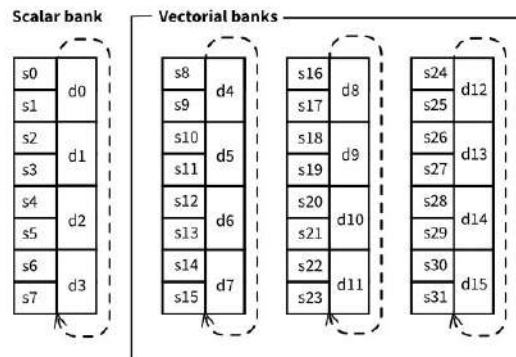 Scalar bank
Vectorial banks
s0
s1
d0
s2
s3
d1
s4
s5
d2
s6
s7
d3
s8
s9
d4
s10
s11
d5
s12
s13
d6
s14
s15
d7
s16
s17
d8
s18
s19
d9
s20
s21
d10
s22
s23
d11
s24
s25
d12
s26
s27
d13
s28
s29
d14
s30
s31
d15